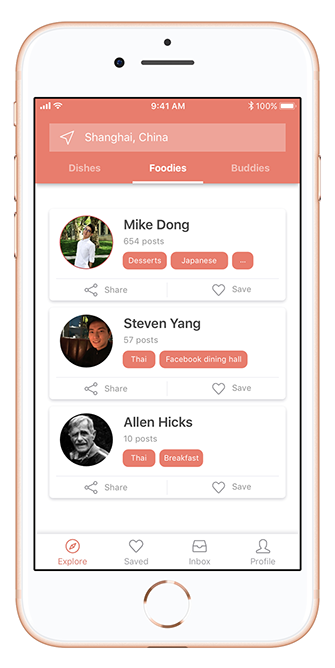 9:41 AM 100%
Shanghai, China
Dishes Foodies Buddies
Mike Dong
654 posts
Desserts Japanese ...
Share Save
Steven Yang
57 posts
Thai Facebook dining hall
Share Save
Allen Hicks
10 posts
Thai Breakfast
Share Save
Explore Saved Inbox Profile